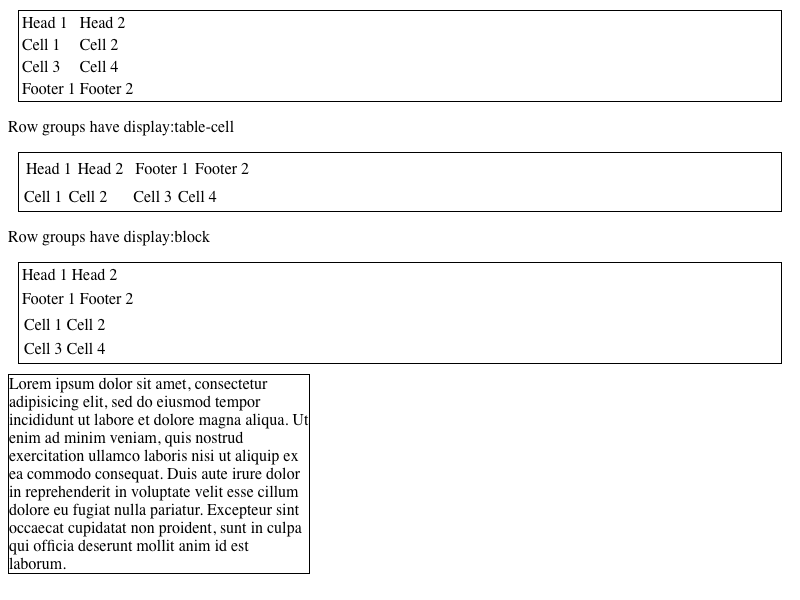 Head 1 Head 2
Cell 1 Cell 2
Cell 3 Cell 4
Footer 1 Footer 2
Row groups have display:table-cell
Head 1 Head 2 Footer 1 Footer 2
Cell 1 Cell 2 Cell 3 Cell 4
Row groups have display:block
Head 1 Head 2
Footer 1 Footer 2
Cell 1 Cell 2
Cell 3 Cell 4
Lorem ipsum dolor sit amet, consectetur
adipisicing elit, sed do eiusmod tempor
incididunt ut labore et dolore magna aliqua. Ut
enim ad minim veniam, quis nostrud
exercitation ullamco laboris nisi ut aliquip ex
ea commodo consequat. Duis aute irure dolor
in reprehenderit in voluptate velit esse cillum
dolore eu fugiat nulla pariatur. Excepteur sint
occaecat cupidatat non proident, sunt in culpa
qui officia deserunt mollit anim id est
laborum.